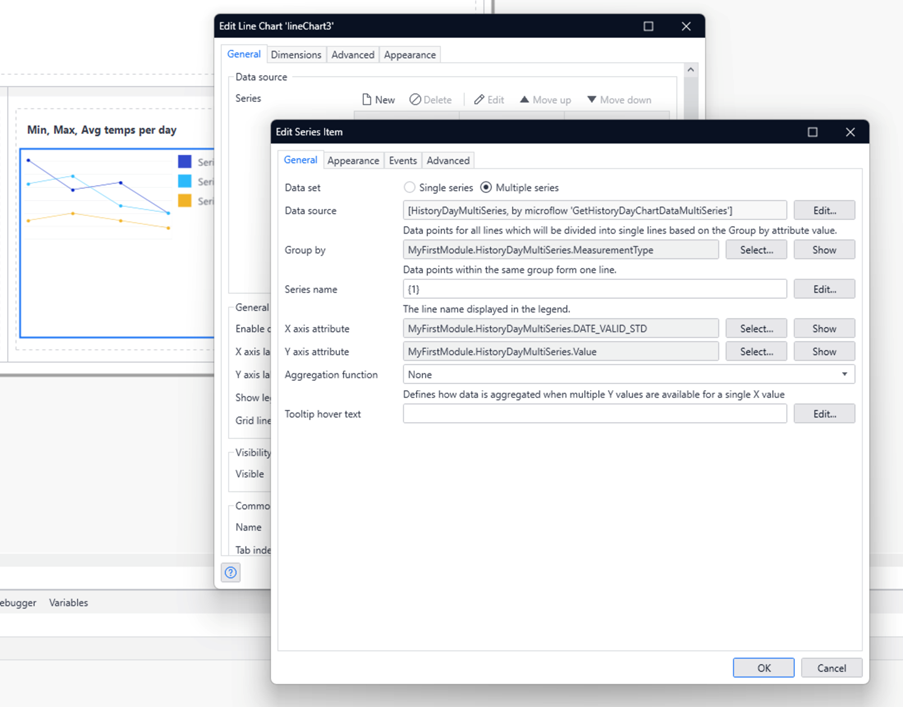 Edit Line Chart 'lineChart3'
General Dimensions Advanced Appearance
Data source
Series New Delete Edit Move up Move down
Min, Max, Avg temps per day
Seri
Seri
Seri
Edit Series Item
General Appearance Events Advanced
Data set Single series Multiple series
Data source [HistoryDayMultiSeries, by microflow 'GetHistoryDayChartDataMultiSeries'] Edit...
Data points for all lines which will be divided into single lines based on the Group by attribute value.
Group by MyFirstModule.HistoryDayMultiSeries.MeasurementType Select... Show
Data points within the same group form one line.
Series name {1} Edit...
The line name displayed in the legend.
X axis attribute MyFirstModule.HistoryDayMultiSeries.DATE_VALID_STD Select... Show
Y axis attribute MyFirstModule.HistoryDayMultiSeries.Value Select... Show
Aggregation function None
Defines how data is aggregated when multiple Y values are available for a single X value
Tooltip hover text Edit...
OK Cancel
General
Enable c
X axis la
Y axis la
Show le
Grid line
Visibility
Visible
Commo
Name
Tab inde
ebugger Variables